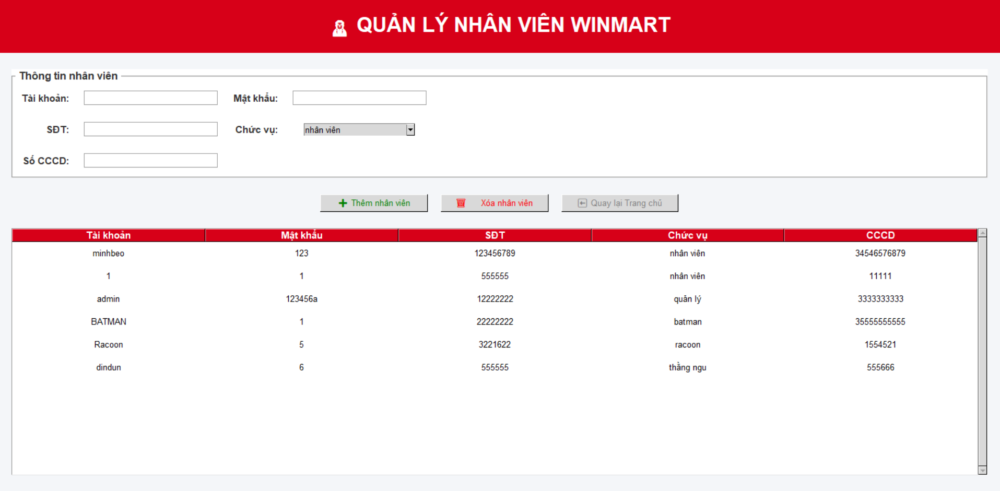 QUẢN LÝ NHÂN VIÊN WINMART
Thông tin nhân viên
Tài khoản: Mật khẩu:
SĐT: Chức vụ: nhân viên
Số CCCD:
Thêm nhân viên Xóa nhân viên Quay lại Trang chủ
Tài khoản Mật khẩu SĐT Chức vụ CCCD
minhbeo 123 123456789 nhân viên 34546576879
1 1 555555 nhân viên 11111
admin 123456a 12222222 quản lý 3333333333
BATMAN 1 22222222 batman 35555555555
Racoon 5 3221622 racoon 1554521
dindun 6 555555 thằng ngu 555666